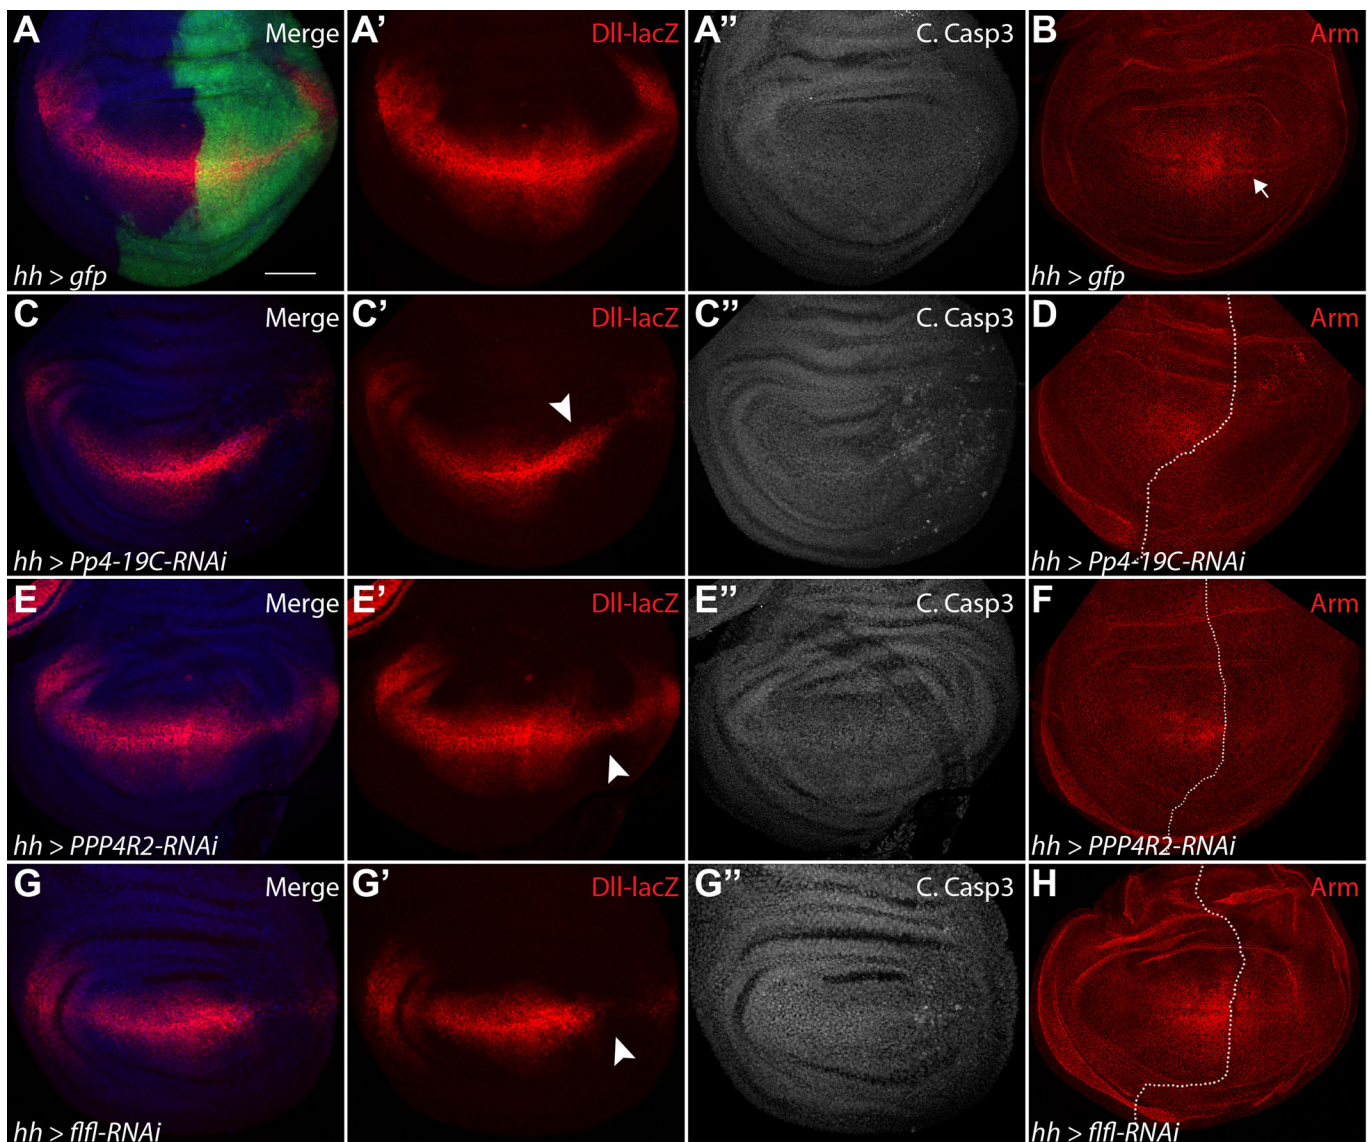 A Merge
hh > gfp
A’ Dll-lacZ
A” C. Casp3
B Arm
hh > gfp
C Merge
hh > Pp4-19C-RNAi
C’ Dll-lacZ
C” C. Casp3
D Arm
hh > Pp4-19C-RNAi
E Merge
hh > PPP4R2-RNAi
E’ Dll-lacZ
E” C. Casp3
F Arm
hh > PPP4R2-RNAi
G Merge
hh > flfl-RNAi
G’ Dll-lacZ
G” C. Casp3
H Arm
hh > flfl-RNAi